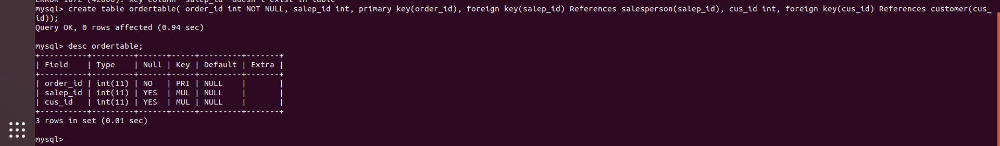 ERROR 1072 (42000): Key column 'salep_id' doesn't exist in table
mysql> create table ordertable( order_id int NOT NULL, salep_id int, primary key(order_id), foreign key(salep_id) References salesperson(salep_id), cus_id int, foreign key(cus_id) References customer(cus_
id));
Query OK, 0 rows affected (0.94 sec)
mysql> desc ordertable;
+----------+---------+------+-----+---------+-------+
| Field    | Type    | Null | Key | Default | Extra |
+----------+---------+------+-----+---------+-------+
| order_id | int(11) | NO   | PRI | NULL    |       |
| salep_id | int(11) | YES  | MUL | NULL    |       |
| cus_id   | int(11) | YES  | MUL | NULL    |       |
+----------+---------+------+-----+---------+-------+
3 rows in set (0.01 sec)
mysql>